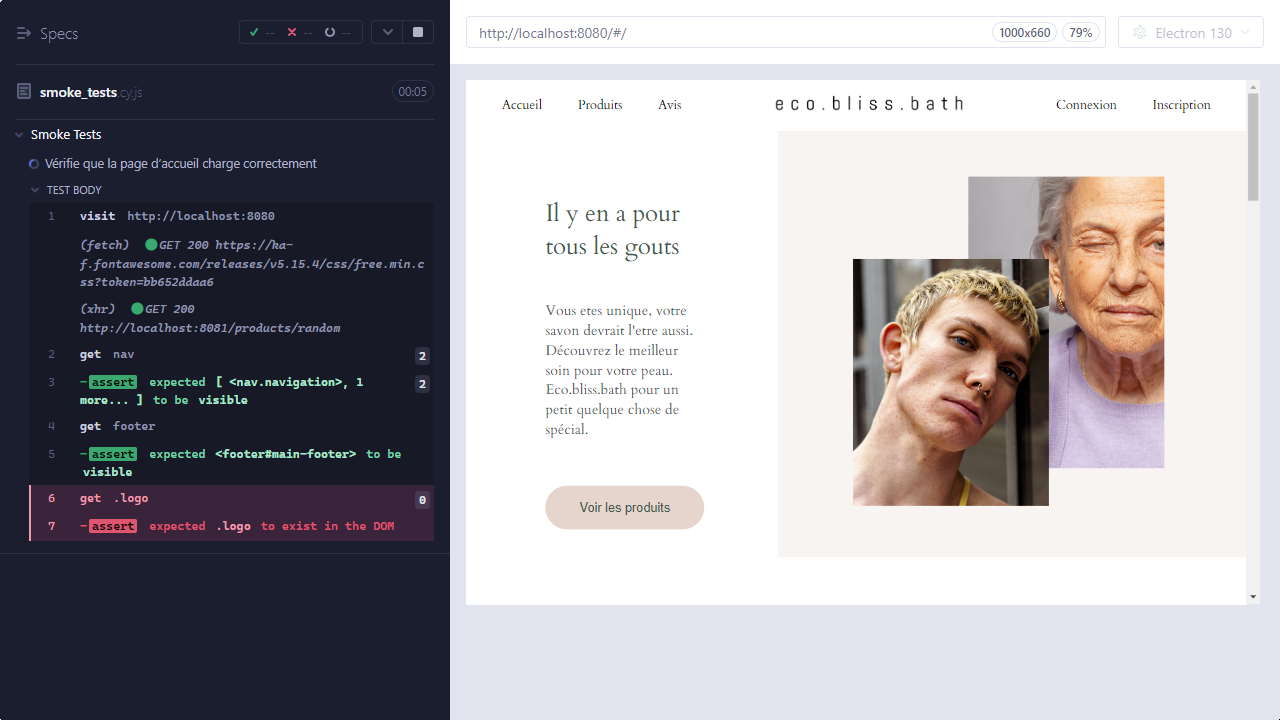 Specs
-- -- --
smoke_tests.cy.js 00:05
Smoke Tests
Vérifie que la page d’accueil charge correctement
TEST BODY
1 visit http://localhost:8080
(fetch) GET 200 https://ka-
f.fontawesome.com/releases/v5.15.4/css/free.min.c
ss?token=bb652ddaa6
(xhr) GET 200
http://localhost:8081/products/random
2 get nav 2
3 -assert expected [ <nav.navigation>, 1 2
more... ] to be visible
4 get footer
5 -assert expected <footer#main-footer> to be
visible
6 get .logo 0
7 -assert expected .logo to exist in the DOM
http://localhost:8080/#/ 1000x660 79% Electron 130
Accueil Produits Avis eco.bliss.bath Connexion Inscription
Il y en a pour
tous les gouts
Vous etes unique, votre
savon devrait l'etre aussi.
Découvrez le meilleur
soin pour votre peau.
Eco.bliss.bath pour un
petit quelque chose de
spécial.
Voir les produits